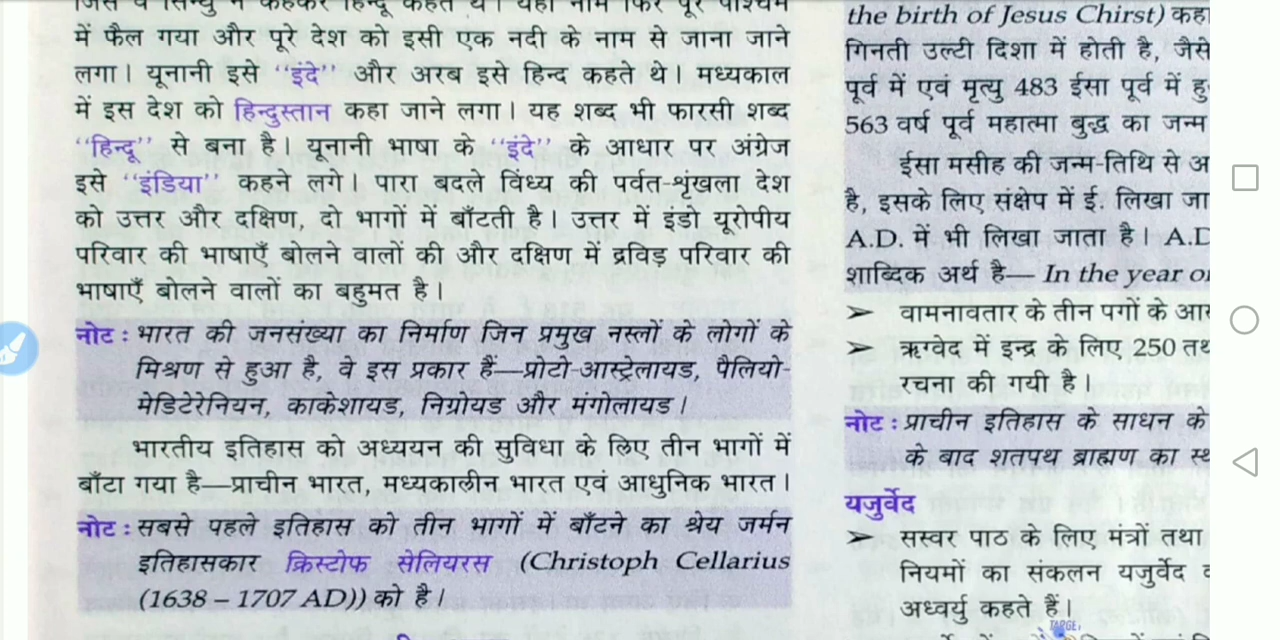 में फैल गया और पूरे देश को इसी एक नदी के नाम से जाना जाने
लगा। यूनानी इसे "इंदे" और अरब इसे हिन्द कहते थे। मध्यकाल
में इस देश को हिन्दुस्तान कहा जाने लगा। यह शब्द भी फारसी शब्द
"हिन्दू" से बना है। यूनानी भाषा के "इंदे" के आधार पर अंग्रेज
इसे "इंडिया" कहने लगे। पारा बदले विंध्य की पर्वत-शृंखला देश
को उत्तर और दक्षिण, दो भागों में बाँटती है। उत्तर में इंडो यूरोपीय
परिवार की भाषाएँ बोलने वालों की और दक्षिण में द्रविड़ परिवार की
भाषाएँ बोलने वालों का बहुमत है।
नोट : भारत की जनसंख्या का निर्माण जिन प्रमुख नस्लों के लोगों के
मिश्रण से हुआ है, वे इस प्रकार हैं—प्रोटो-आस्ट्रेलायड, पैलियो-
मेडिटेरेनियन, काकेशायड, निग्रोयड और मंगोलायड।
भारतीय इतिहास को अध्ययन की सुविधा के लिए तीन भागों में
बाँटा गया है—प्राचीन भारत, मध्यकालीन भारत एवं आधुनिक भारत।
नोट : सबसे पहले इतिहास को तीन भागों में बाँटने का श्रेय जर्मन
इतिहासकार क्रिस्टोफ सेलियरस (Christoph Cellarius
(1638 – 1707 AD)) को है।
the birth of Jesus Chirst) कहा
गिनती उल्टी दिशा में होती है, जैसे
पूर्व में एवं मृत्यु 483 ईसा पूर्व में
563 वर्ष पूर्व महात्मा बुद्ध का जन्म
ईसा मसीह की जन्म-तिथि से
है, इसके लिए संक्षेप में ई. लिखा जा
A.D. में भी लिखा जाता है। A.D
शाब्दिक अर्थ है— In the year
➢ वामनावतार के तीन पगों के
➢ ऋग्वेद में इन्द्र के लिए 250
रचना की गयी है।
नोट : प्राचीन इतिहास के साधन के
के बाद शतपथ ब्राह्मण का
यजुर्वेद
➢ सस्वर पाठ के लिए मंत्रों तथा
नियमों का संकलन यजुर्वेद
अध्वर्यु कहते हैं।